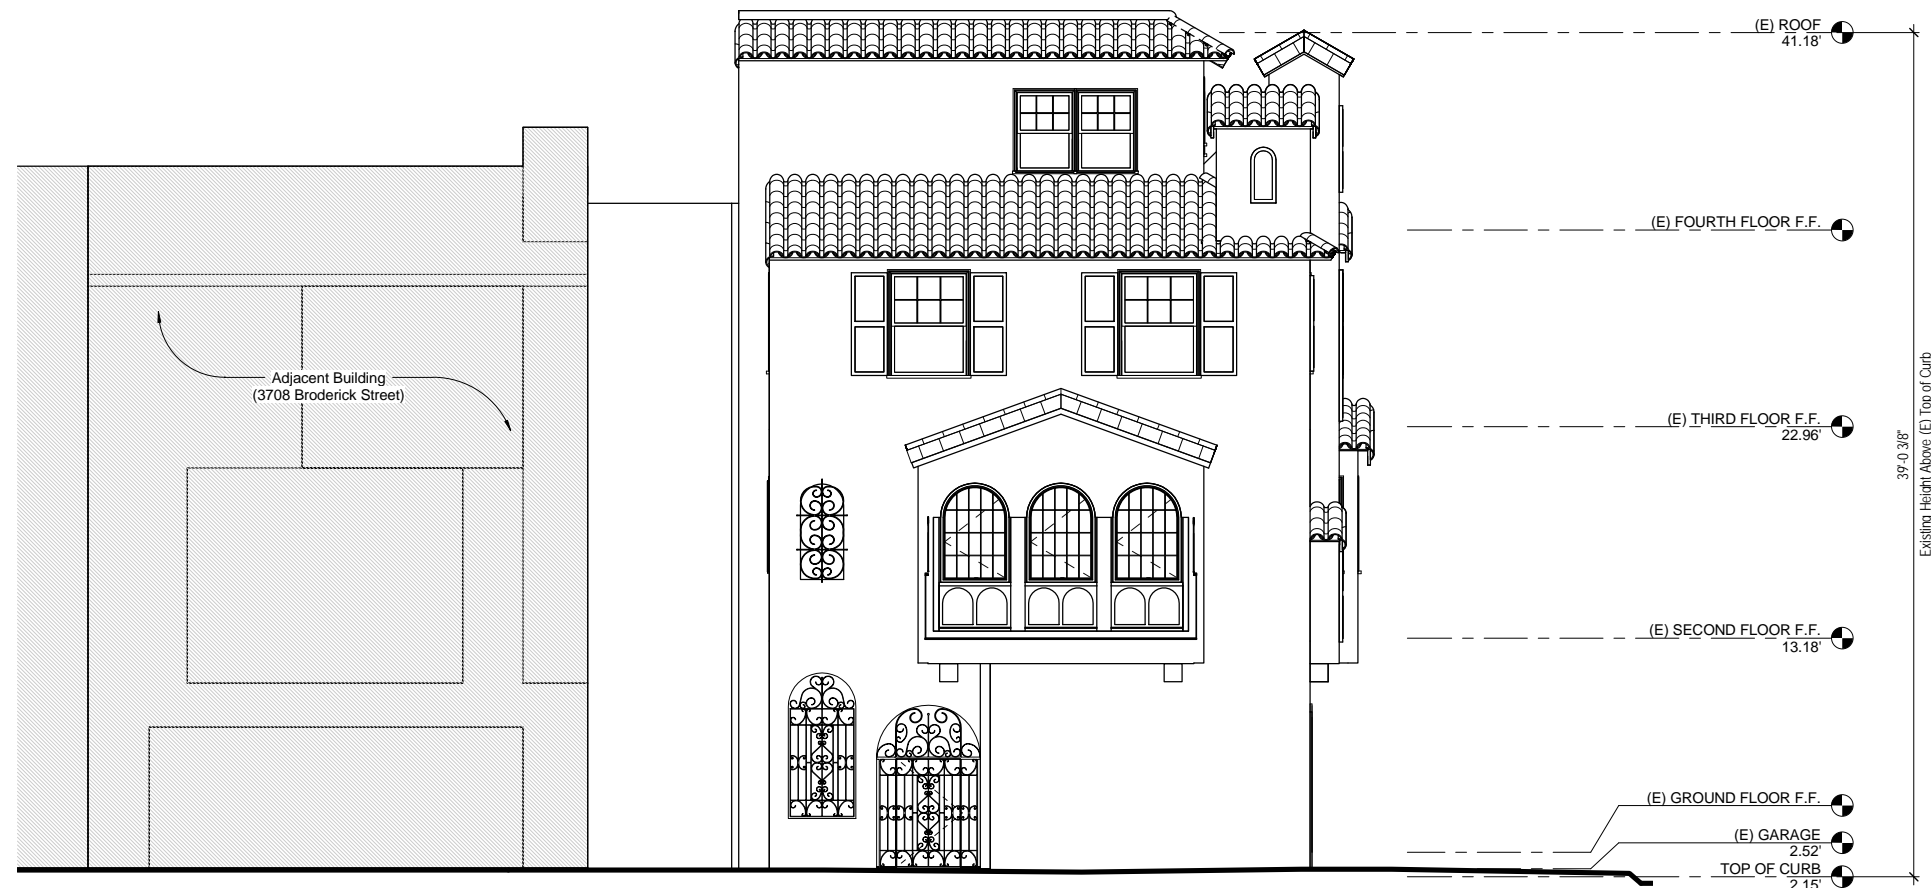 (E) ROOF
41.18'
(E) FOURTH FLOOR F.F.
Adjacent Building
(3708 Broderick Street)
(E) THIRD FLOOR F.F.
22.96'
39'-0 3/8"
Existing Height Above (E) Top of Curb
(E) SECOND FLOOR F.F.
13.18'
(E) GROUND FLOOR F.F.
(E) GARAGE
2.52'
TOP OF CURB
2.15'